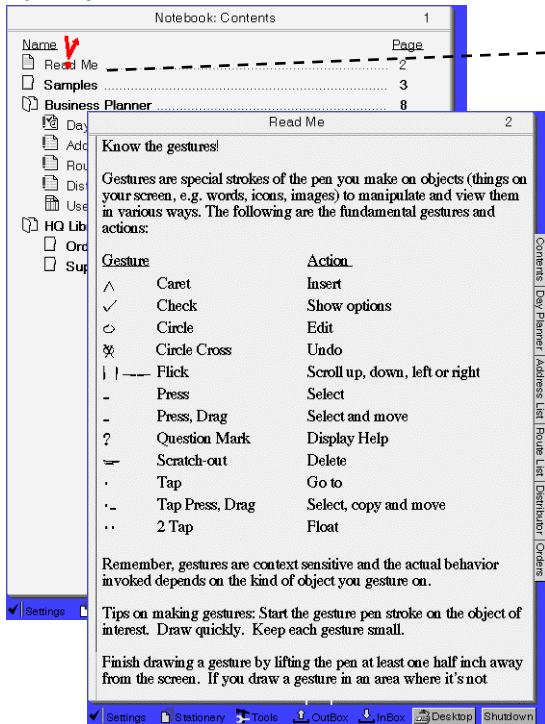 Notebook: Contents 1
Name Page
Read Me 2
Samples 3
Business Planner 8
Day
Add
Rou
Dist
Use
HQ Lib
Ord
Sup
Settings
Read Me 2
Know the gestures!
Gestures are special strokes of the pen you make on objects (things on
your screen, e.g. words, icons, images) to manipulate and view them
in various ways. The following are the fundamental gestures and
actions:
Gesture Action
Caret Insert
Check Show options
Circle Edit
Circle Cross Undo
Flick Scroll up, down, left or right
Press Select
Press, Drag Select and move
? Question Mark Display Help
Scratch-out Delete
Tap Go to
Tap Press, Drag Select, copy and move
2 Tap Float
Remember, gestures are context sensitive and the actual behavior
invoked depends on the kind of object you gesture on.
Tips on making gestures: Start the gesture pen stroke on the object of
interest. Draw quickly. Keep each gesture small.
Finish drawing a gesture by lifting the pen at least one half inch away
from the screen. If you draw a gesture in an area where it's not
Contents | Day Planner | Address List | Route List | Distributor | Orders
Settings Stationery Tools OutBox InBox Desktop Shutdown